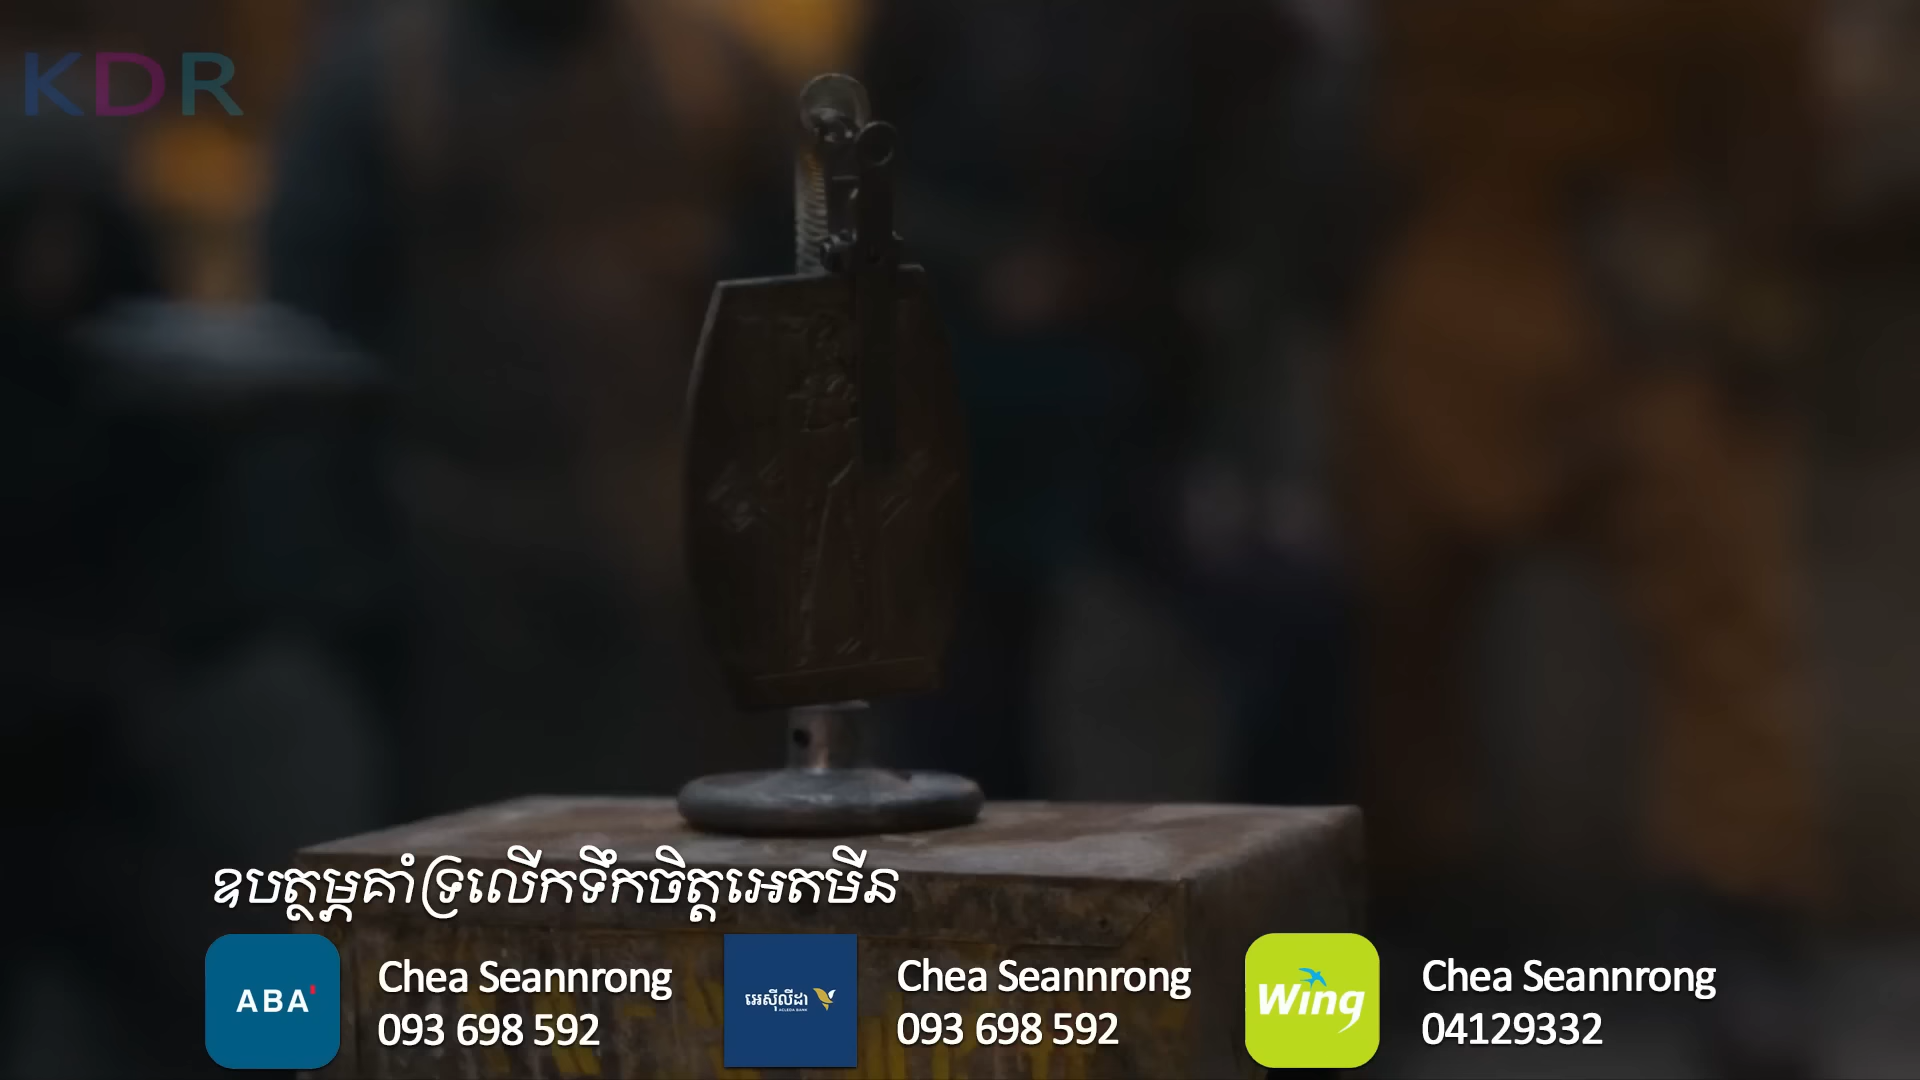 KDR
ឧបត្ថម្ភគាំទ្រលើកទឹកចិត្តអេតមីន
ABA'
Chea Seannrong
093 698 592
អេស៊ីលីដា
ACLEDA BANK
Chea Seannrong
093 698 592
Wing
Chea Seannrong
04129332